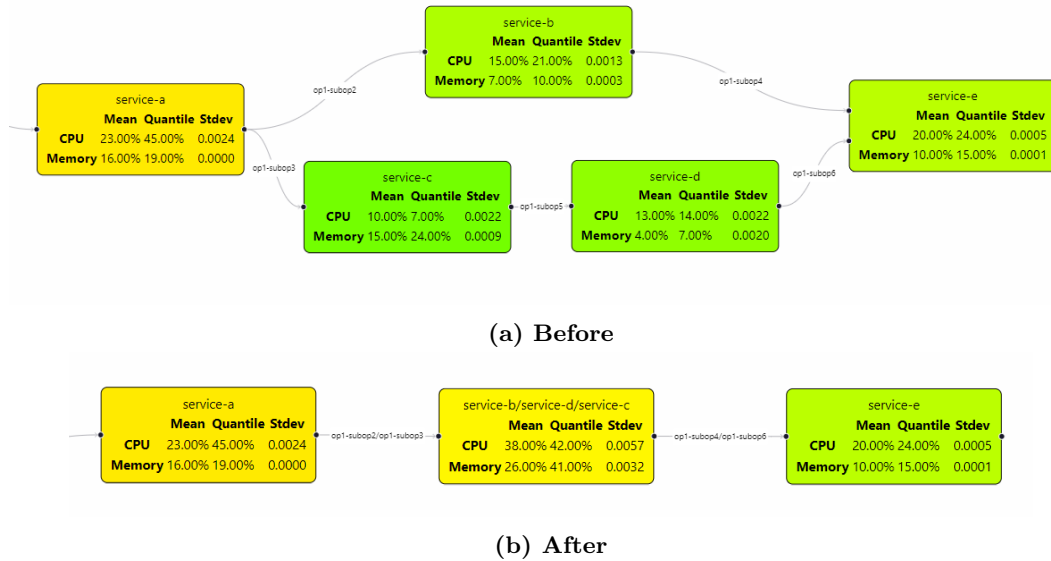 service-b
Mean Quantile Stdev
CPU 15.00% 21.00% 0.0013
Memory 7.00% 10.00% 0.0003
op1-subop2
op1-subop4
service-a
Mean Quantile Stdev
CPU 23.00% 45.00% 0.0024
Memory 16.00% 19.00% 0.0000
service-e
Mean Quantile Stdev
CPU 20.00% 24.00% 0.0005
Memory 10.00% 15.00% 0.0001
op1-subop3
op1-subop6
service-c
Mean Quantile Stdev
CPU 10.00% 7.00% 0.0022
Memory 15.00% 24.00% 0.0009
op1-subop5
service-d
Mean Quantile Stdev
CPU 13.00% 14.00% 0.0022
Memory 4.00% 7.00% 0.0020
(a) Before
service-a
Mean Quantile Stdev
CPU 23.00% 45.00% 0.0024
Memory 16.00% 19.00% 0.0000
op1-subop2/op1-subop3
service-b/service-d/service-c
Mean Quantile Stdev
CPU 38.00% 42.00% 0.0057
Memory 26.00% 41.00% 0.0032
op1-subop4/op1-subop6
service-e
Mean Quantile Stdev
CPU 20.00% 24.00% 0.0005
Memory 10.00% 15.00% 0.0001
(b) After